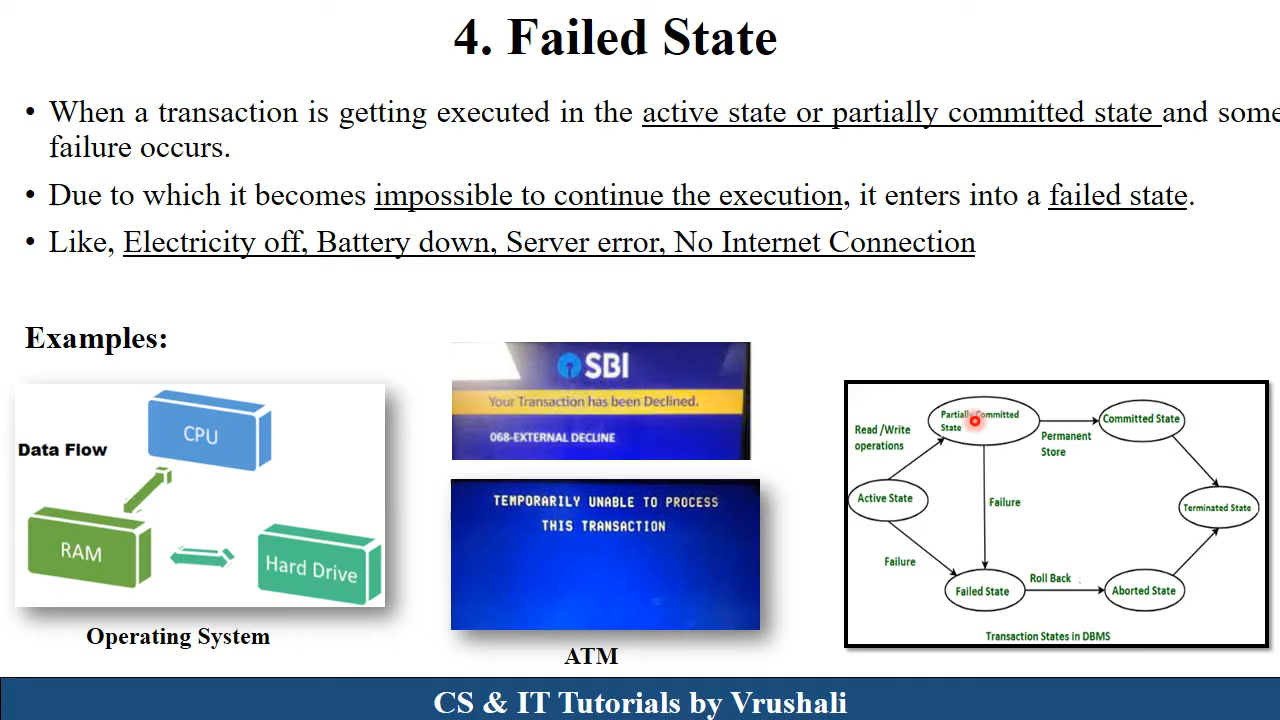 4. Failed State
• When a transaction is getting executed in the active state or partially committed state and some
failure occurs.
• Due to which it becomes impossible to continue the execution, it enters into a failed state.
• Like, Electricity off, Battery down, Server error, No Internet Connection
Examples:
CPU
Data Flow
RAM
Hard Drive
Operating System
SBI
Your Transaction has been Declined.
068-EXTERNAL DECLINE
TEMPORARILY UNABLE TO PROCESS
THIS TRANSACTION
ATM
Partially Committed
State
Committed State
Read /Write
operations
Permanent
Store
Active State
Failure
Terminated State
Failure
Roll Back
Failed State
Aborted State
Transaction States in DBMS
CS & IT Tutorials by Vrushali